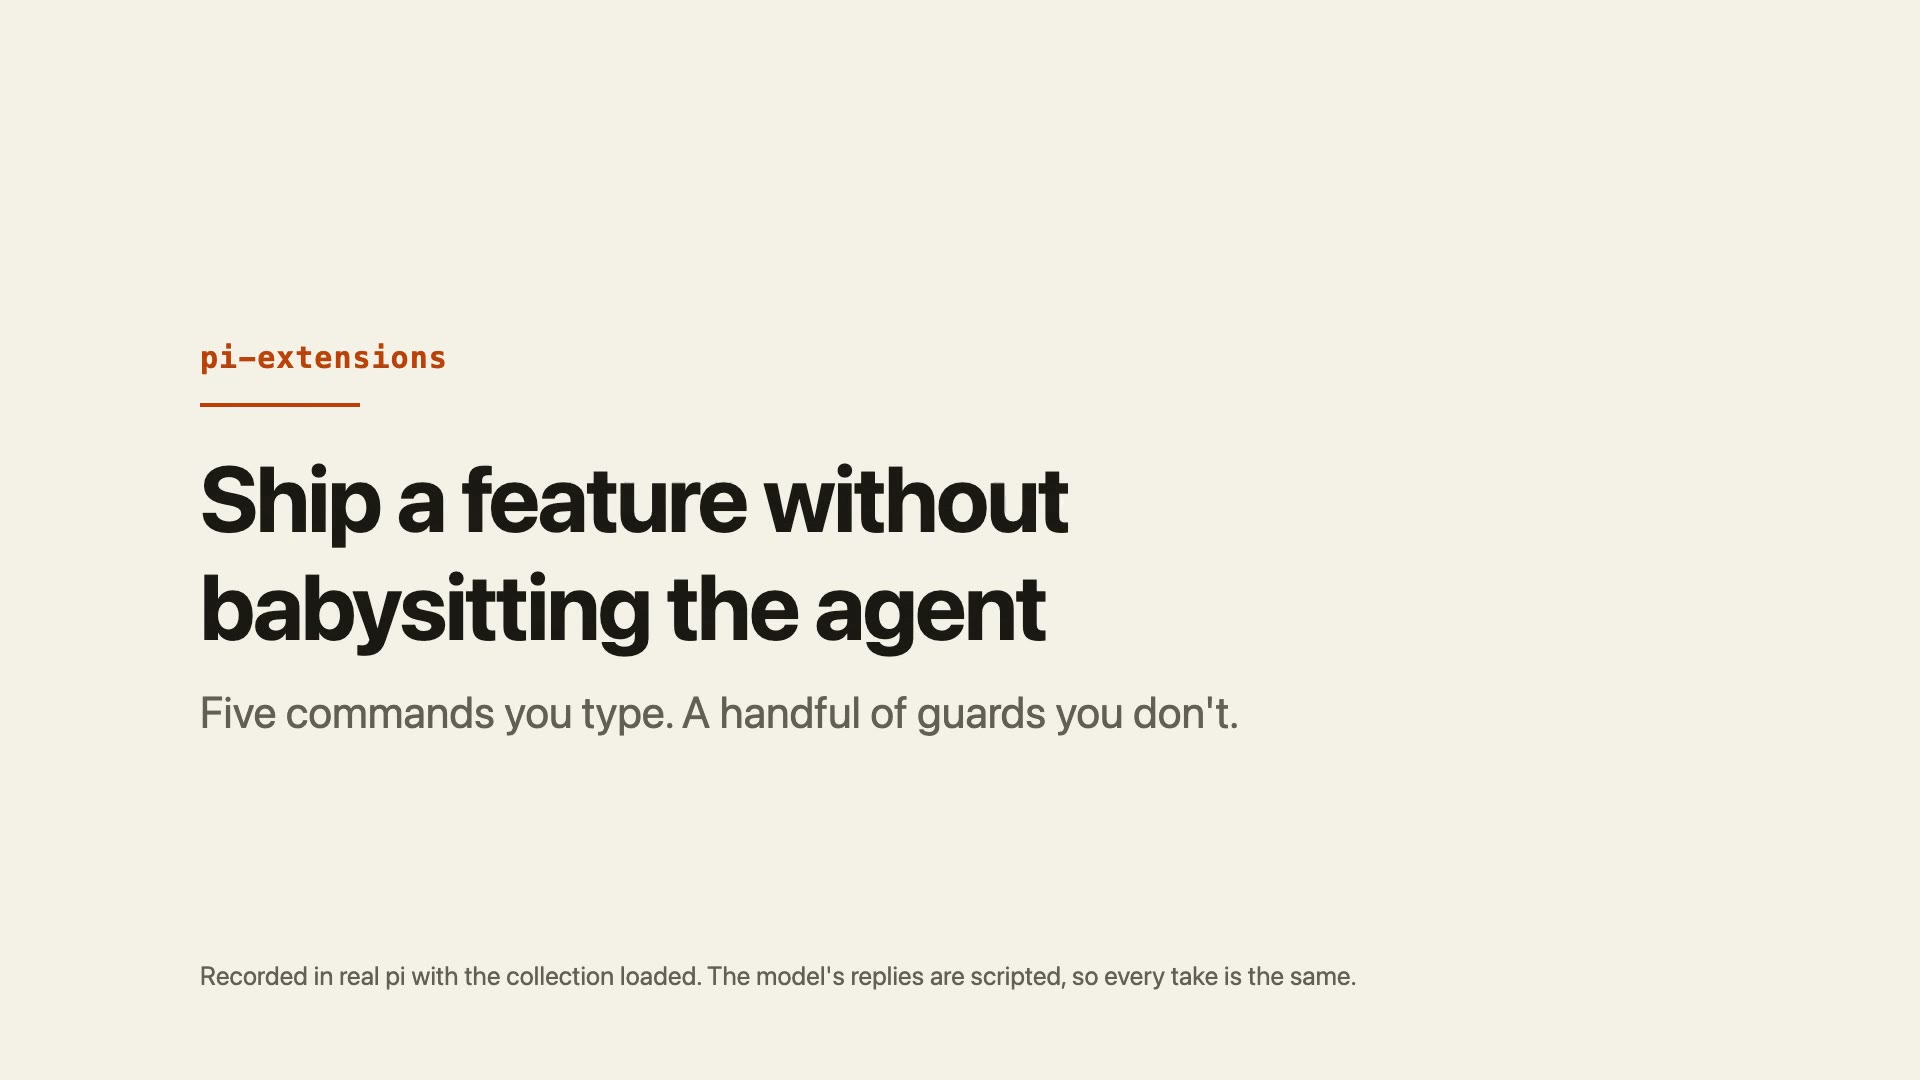 pi-extensions
Ship a feature without
babysitting the agent
Five commands you type. A handful of guards you don't.
Recorded in real pi with the collection loaded. The model's replies are scripted, so every take is the same.